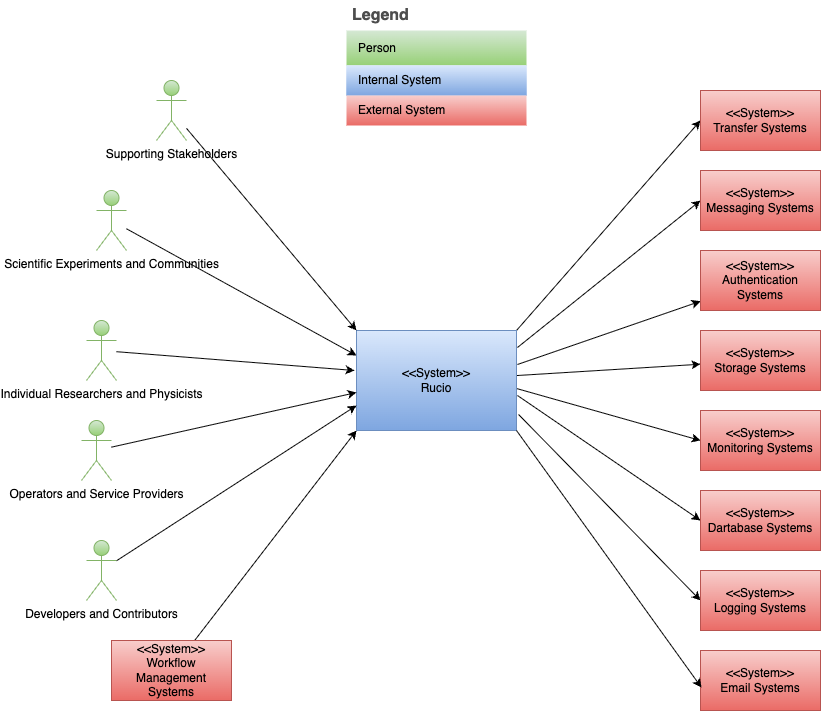 Legend
Person
Internal System
External System
Supporting Stakeholders
Scientific Experiments and Communities
Individual Researchers and Physicists
Operators and Service Providers
Developers and Contributors
<<System>>
Workflow
Management
Systems
<<System>>
Rucio
<<System>>
Transfer Systems
<<System>>
Messaging Systems
<<System>>
Authentication
Systems
<<System>>
Storage Systems
<<System>>
Monitoring Systems
<<System>>
Dartabase Systems
<<System>>
Logging Systems
<<System>>
Email Systems